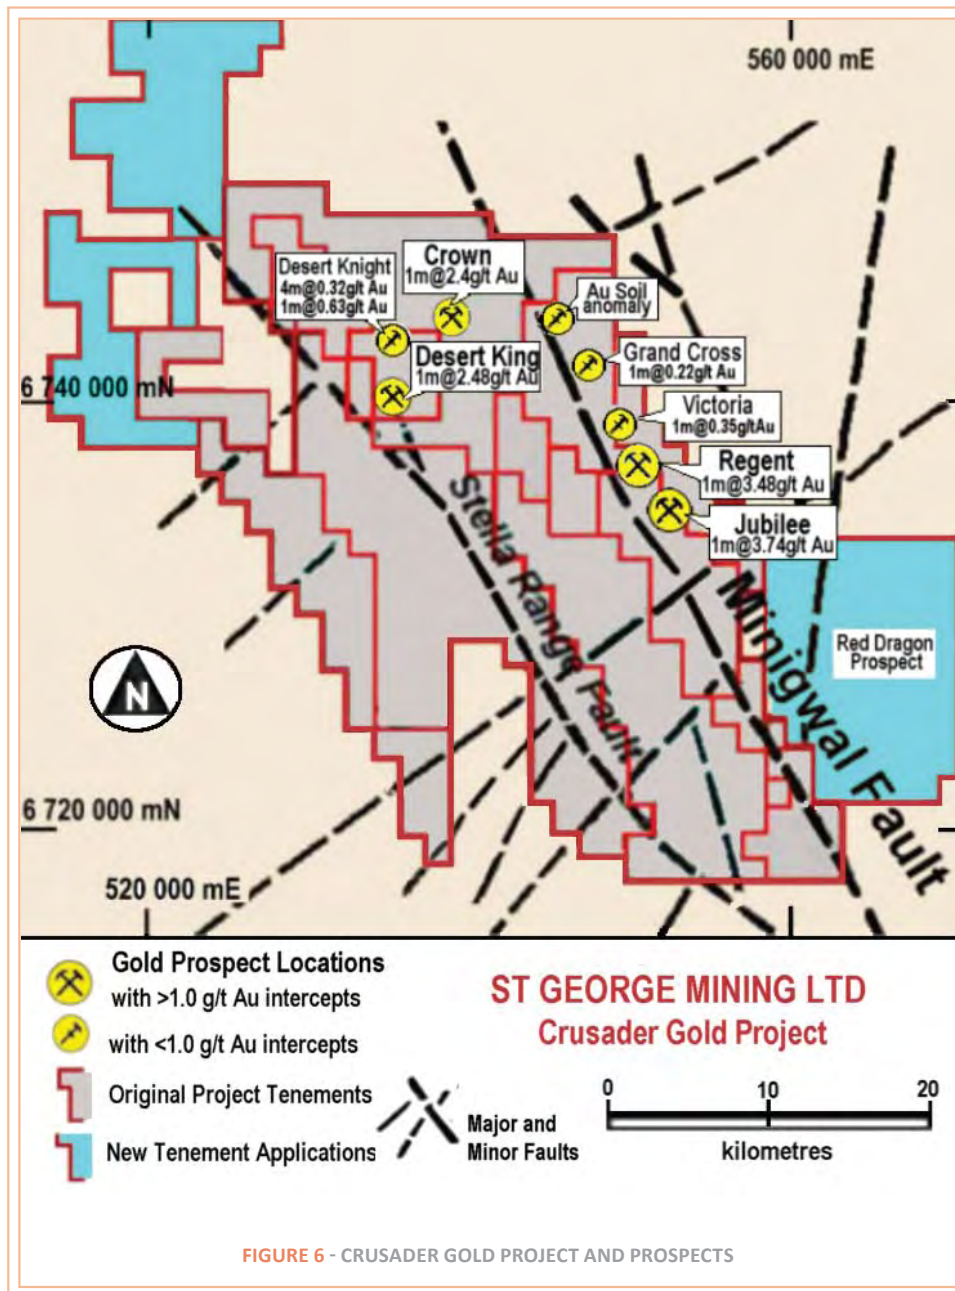 560 000 mE
Crown
1m@2.4g/t Au
Desert Knight
4m@0.32g/t Au
1m@0.63g/t Au
Au Soil
anomaly
Desert King
1m@2.48g/t Au
Grand Cross
1m@0.22g/t Au
6 740 000 mN
Victoria
1m@0.35g/tAu
Regent
1m@3.48g/t Au
Jubilee
1m@3.74g/t Au
Stella Range Fault
Minigwal Fault
Red Dragon
Prospect
N
6 720 000 mN
520 000 mE
Gold Prospect Locations
with >1.0 g/t Au intercepts
with <1.0 g/t Au intercepts
Original Project Tenements
New Tenement Applications
Major and
Minor Faults
ST GEORGE MINING LTD
Crusader Gold Project
0 10 20
kilometres
FIGURE 6 - CRUSADER GOLD PROJECT AND PROSPECTS